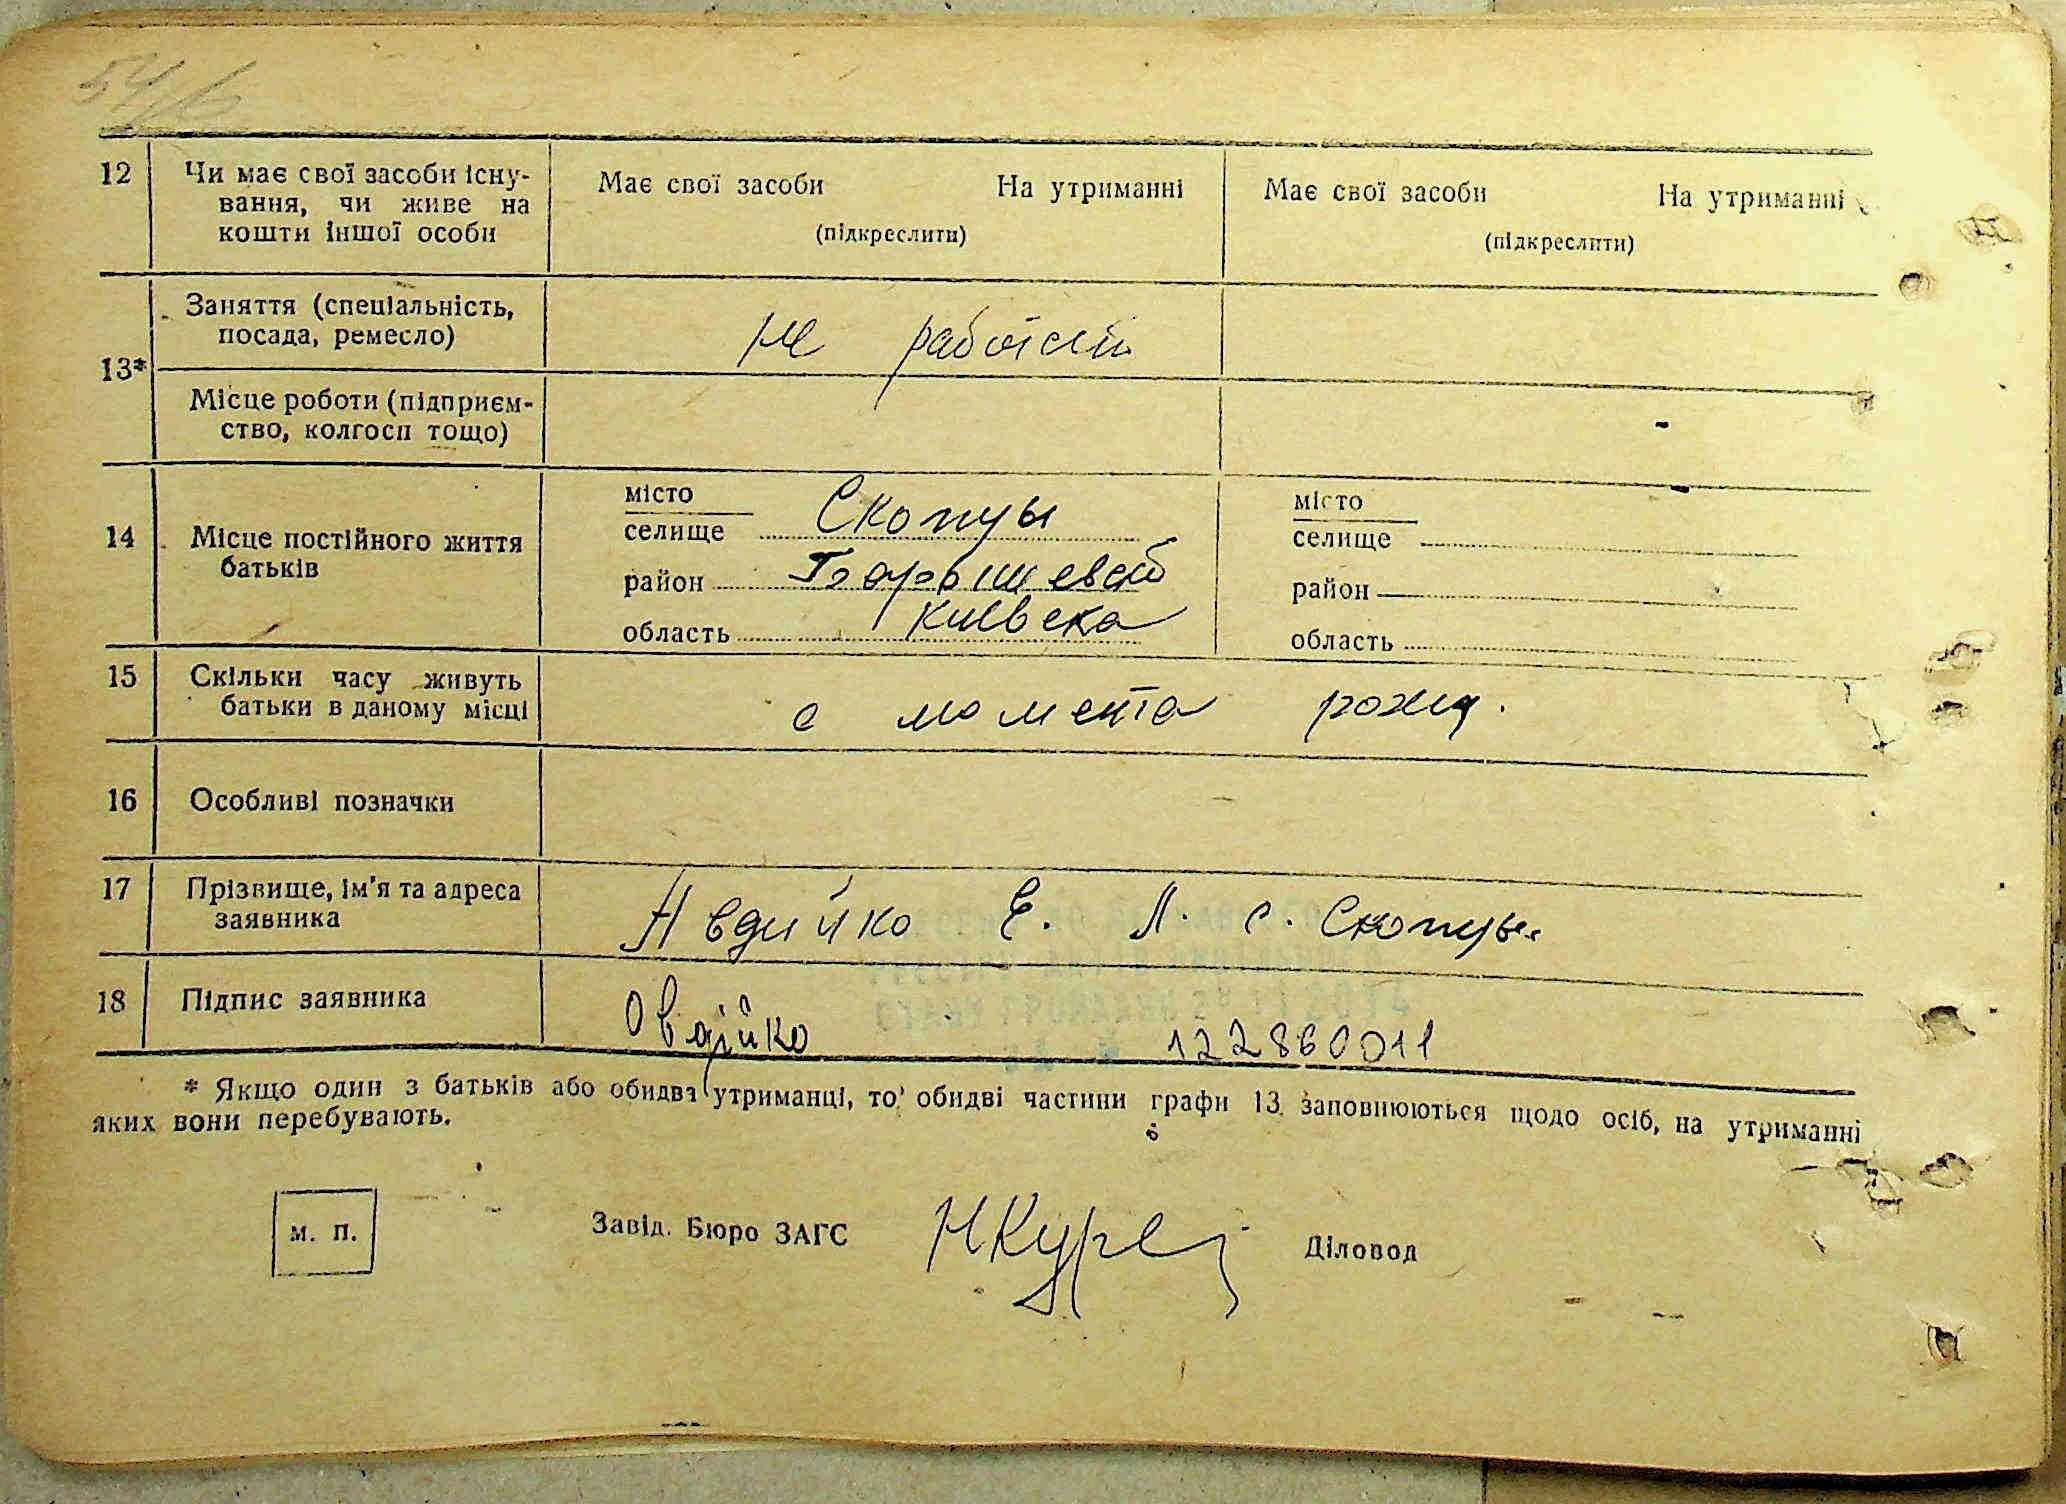 54
12 Чи має свої засоби існу-
вання, чи живе на
кошти іншої особи
Має свої засоби На утриманні
(підкреслити)
Має свої засоби На утриманні
(підкреслити)
13*
Заняття (спеціальність,
посада, ремесло)
не
Місце роботи (підприєм-
ство, колгосп тощо)
14 Місце постійного життя
батьків
місто
селище Скопцы
район
область Київска
місто
селище
район
область
15 Скільки часу живуть
батьки в даному місці
с момента рожд.
16 Особливі позначки
17 Прізвище, ім'я та адреса
заявника
Авдийко Е. Л. с. Скопцы
18 Підпис заявника
Овдійко 122860011
* Якщо один з батьків або обидва утриманці, то обидві частини графи 13 заповнюються щодо осіб, на утриманні
яких вони перебувають.
м. п.
Завід. Бюро ЗАГС
Діловод